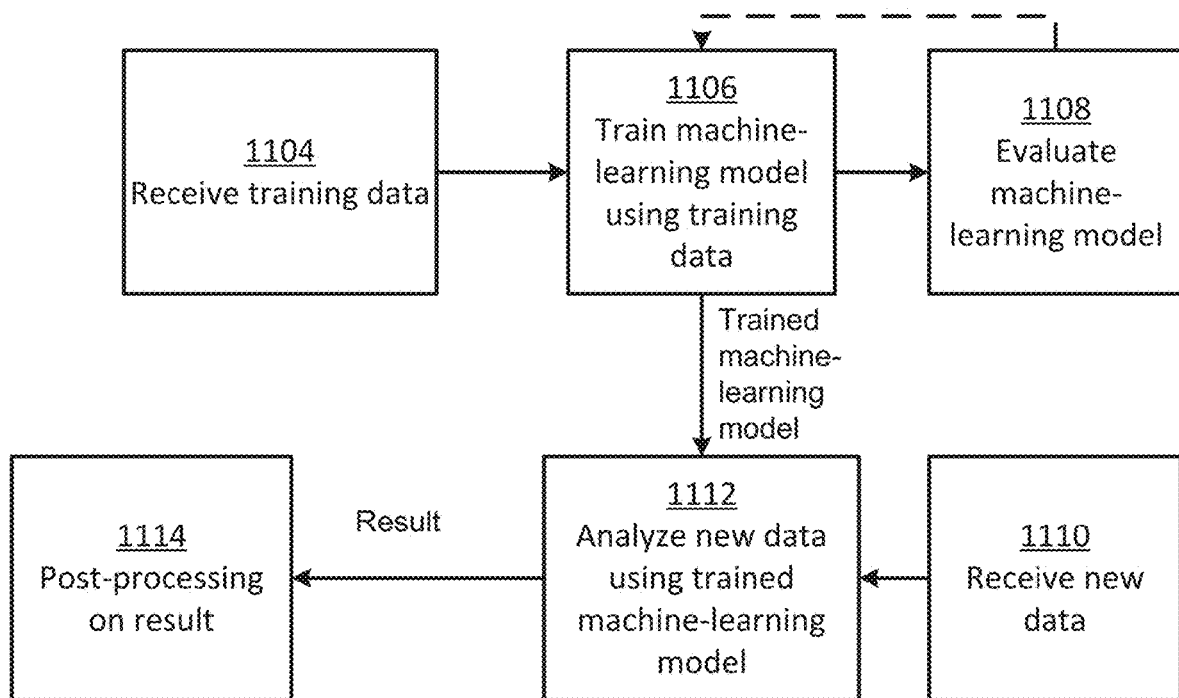 1104
Receive training data
1106
Train machine-
learning model
using training
data
1108
Evaluate
machine-
learning model
Trained
machine-
learning
model
1114
Post-processing
on result
Result
1112
Analyze new data
using trained
machine-learning
model
1110
Receive new
data